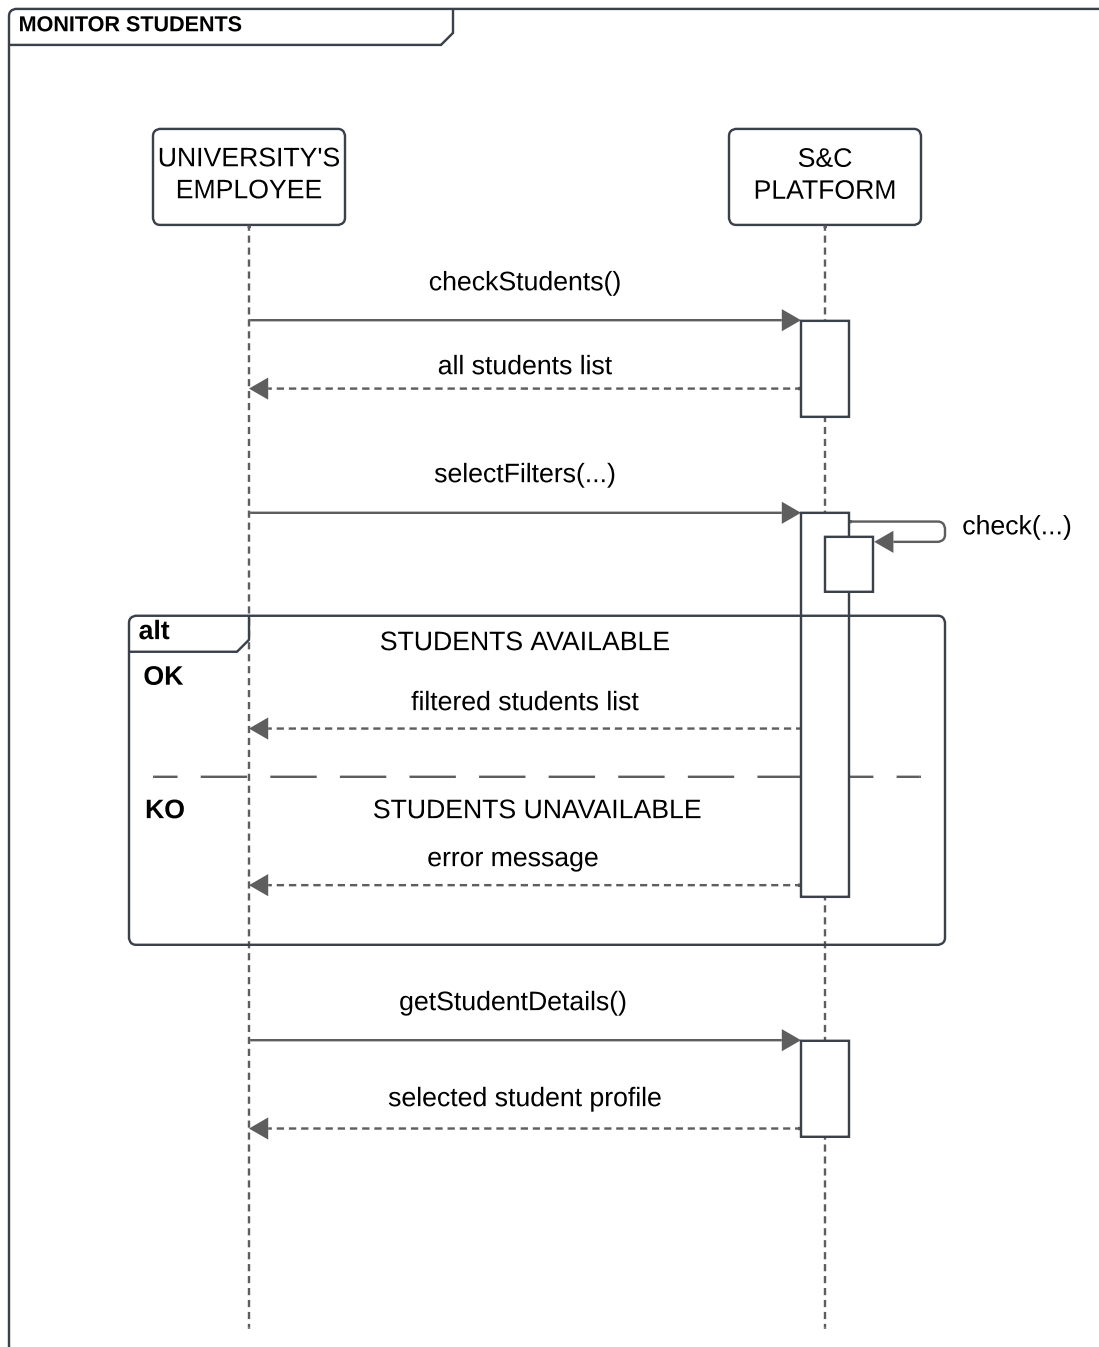 MONITOR STUDENTS
UNIVERSITY'S
EMPLOYEE
S&C
PLATFORM
checkStudents()
all students list
selectFilters(...)
check(...)
alt
STUDENTS AVAILABLE
OK
filtered students list
KO
STUDENTS UNAVAILABLE
error message
getStudentDetails()
selected student profile